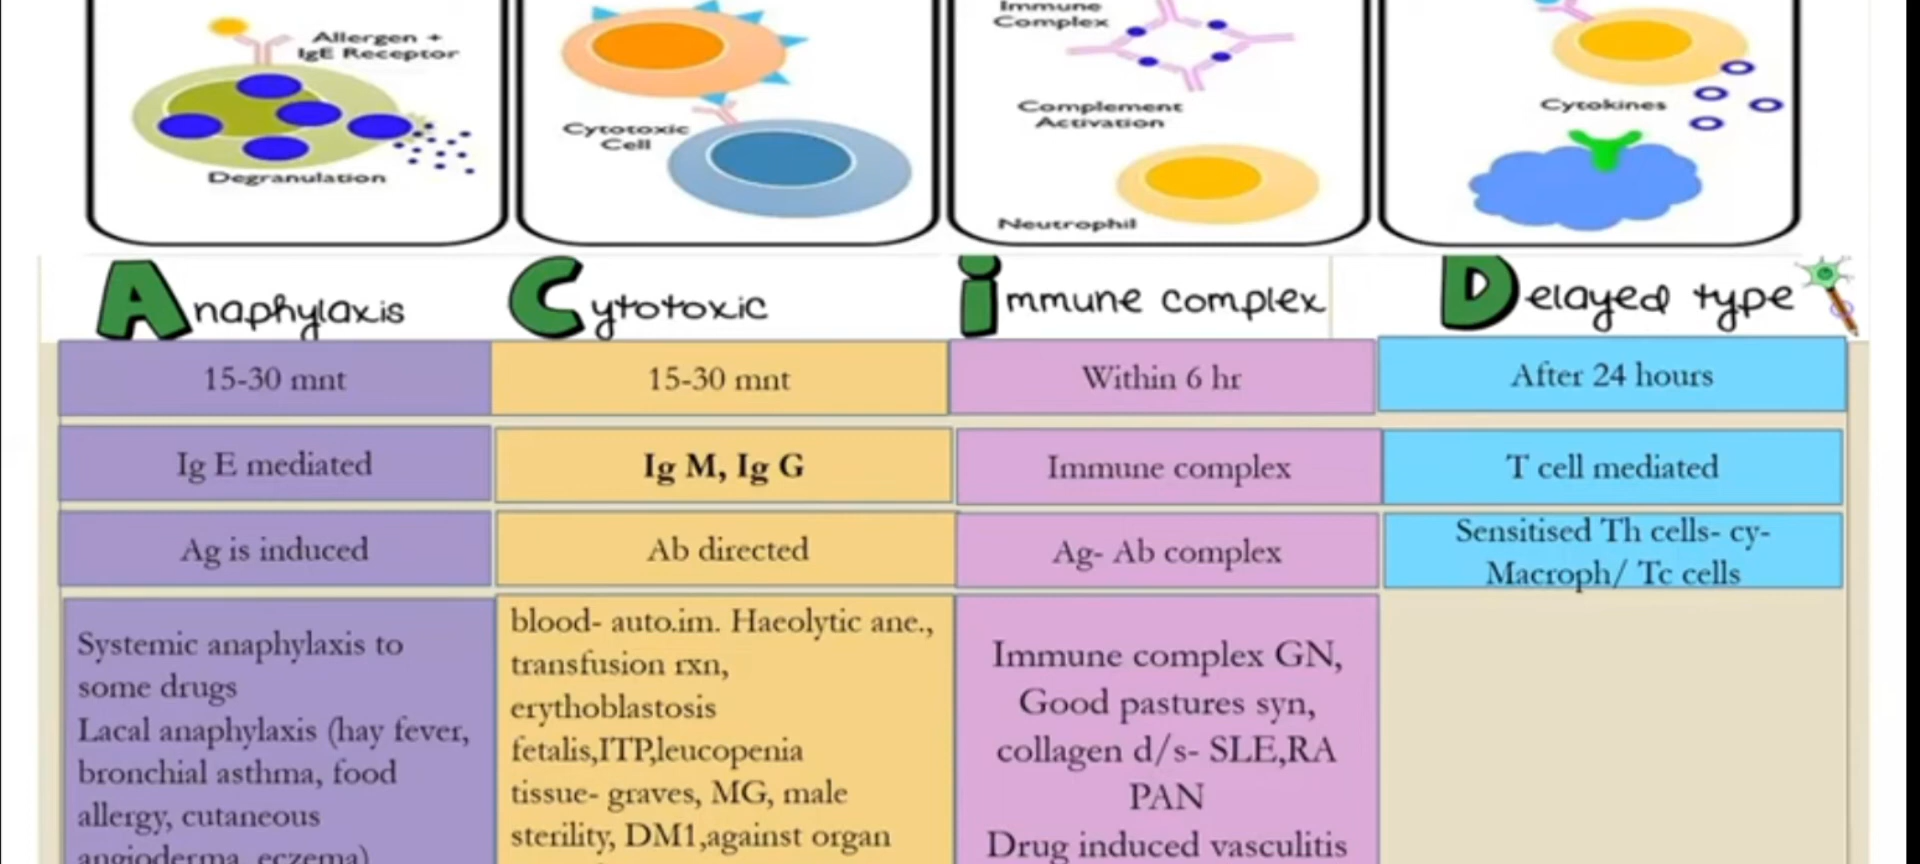 Allergen +
IgE Receptor
Degranulation
Cytotoxic
Cell
Immune
Complex
Complement
Activation
Neutrophil
Cytokines
Anaphylaxis
Cytotoxic
immune complex
Delayed type
15-30 mnt
15-30 mnt
Within 6 hr
After 24 hours
Ig E mediated
Ig M, Ig G
Immune complex
T cell mediated
Ag is induced
Ab directed
Ag- Ab complex
Sensitised Th cells- cy-
Macroph/ Tc cells
Systemic anaphylaxis to
some drugs
Lacal anaphylaxis (hay fever,
bronchial asthma, food
allergy, cutaneous
angioderma, eczema)
blood- auto.im. Haeolytic ane.,
transfusion rxn,
erythoblastosis
fetalis,ITP,leucopenia
tissue- graves, MG, male
sterility, DM1,against organ
Immune complex GN,
Good pastures syn,
collagen d/s- SLE,RA
PAN
Drug induced vasculitis